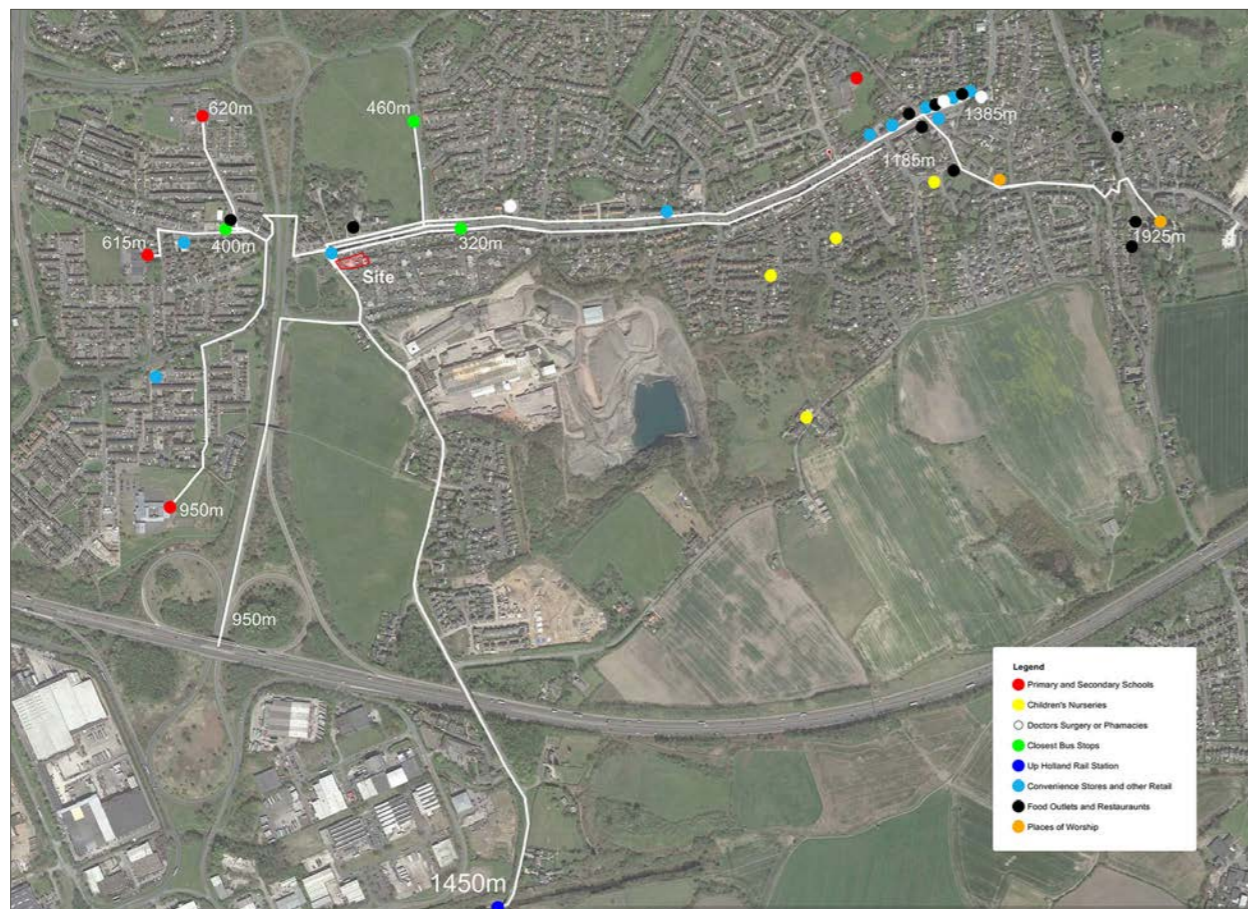 620m
460m
1385m
1185m
615m
400m
320m
1925m
Site
950m
950m
1450m
Legend
Primary and Secondary Schools
Children's Nurseries
Doctors Surgery or Phamacies
Closest Bus Stops
Up Holland Rail Station
Convenience Stores and other Retail
Food Outlets and Restauraunts
Places of Worship